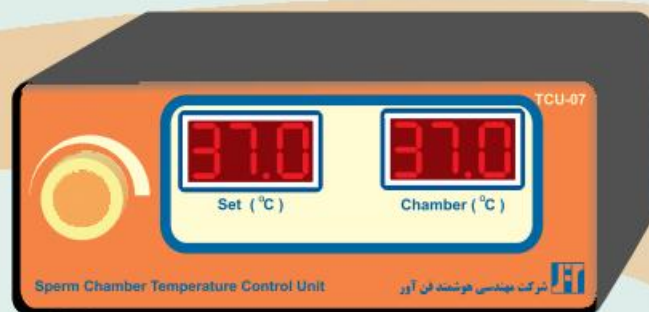 TCU-07
37.0
37.0
Set (°C)
Chamber (°C)
Sperm Chamber Temperature Control Unit
شرکت مهندسی هوشمند فن آور